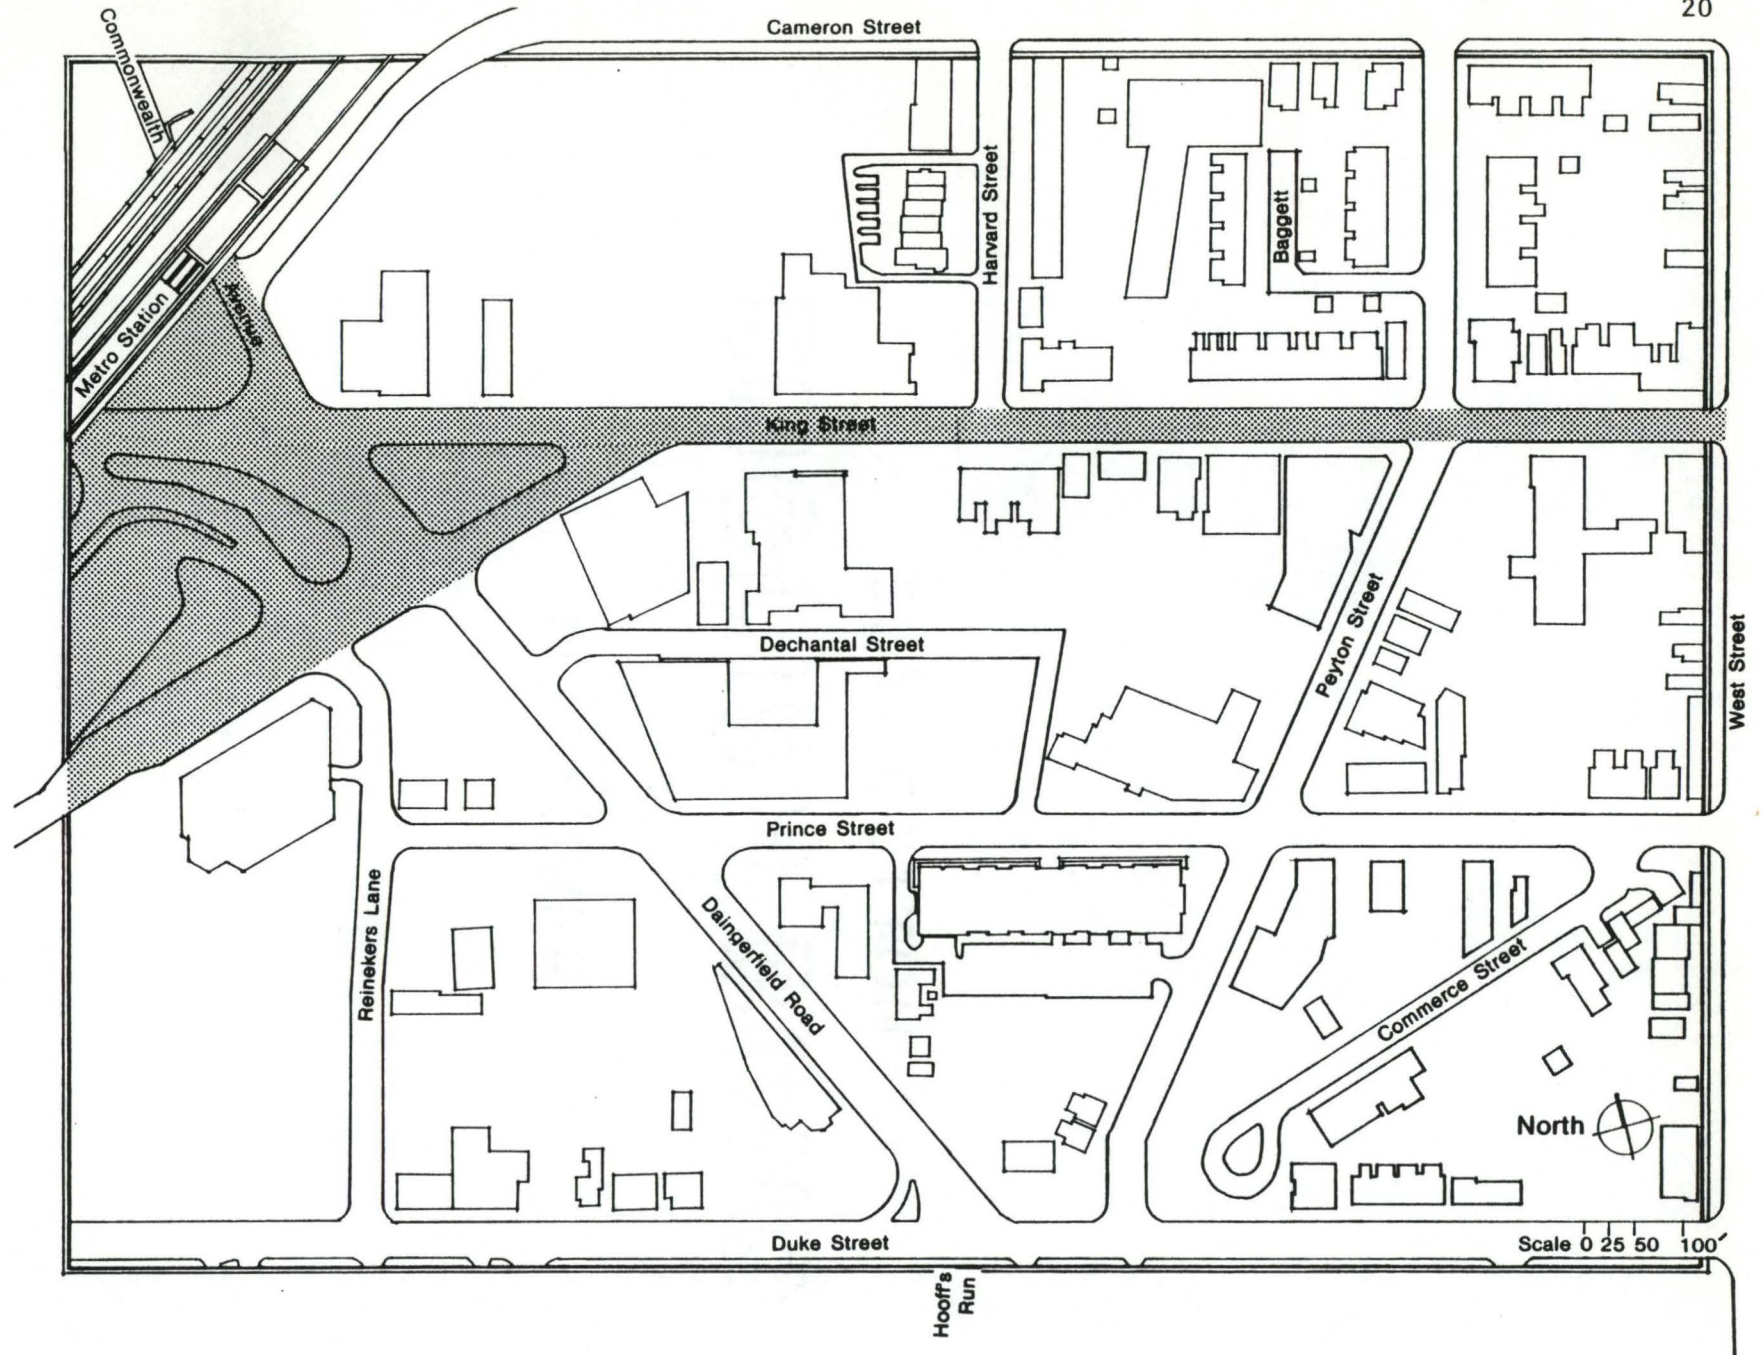 20
Cameron Street
Commonwealth
Avenue
Metro Station
Harvard Street
Baggett
King Street
Dechantal Street
Peyton Street
West Street
Prince Street
Reinekers Lane
Daingerfield Road
Commerce Street
North
Duke Street
Scale 0 25 50 100'
Hooff's
Run